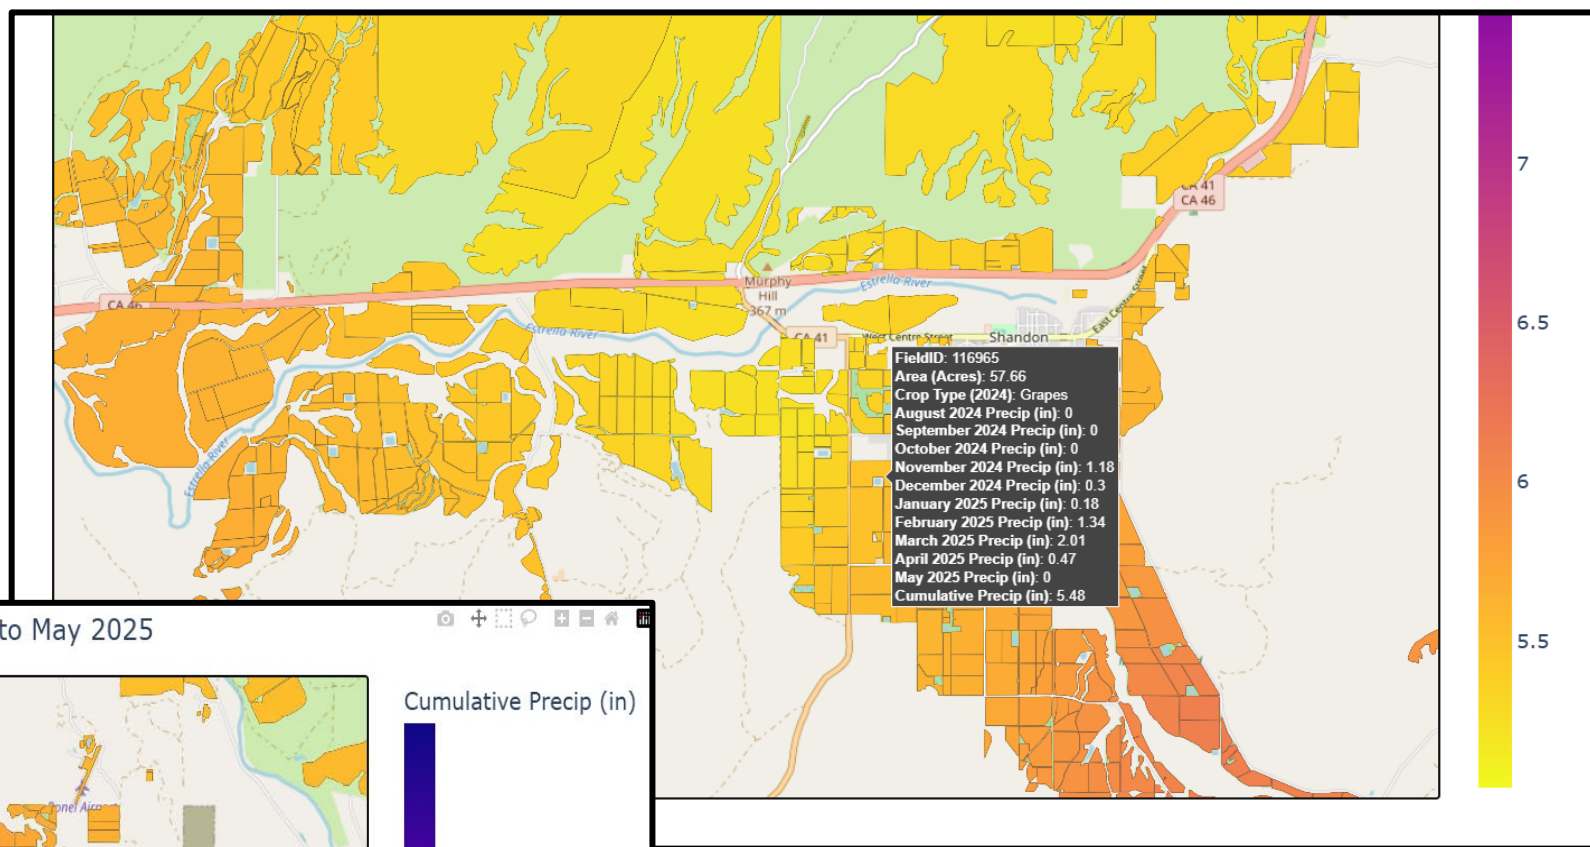 7
6.5
6
5.5
CA 41
CA 46
CA 46
Murphy
Hill
367 m
Estrella River
Estrella River
Estrella River
CA 41
West Centre Street
East Centre Street
Shandon
FieldID: 116965
Area (Acres): 57.66
Crop Type (2024): Grapes
August 2024 Precip (in): 0
September 2024 Precip (in): 0
October 2024 Precip (in): 0
November 2024 Precip (in): 1.18
December 2024 Precip (in): 0.3
January 2025 Precip (in): 0.18
February 2025 Precip (in): 1.34
March 2025 Precip (in): 2.01
April 2025 Precip (in): 0.47
May 2025 Precip (in): 0
Cumulative Precip (in): 5.48
to May 2025
Cumulative Precip (in)